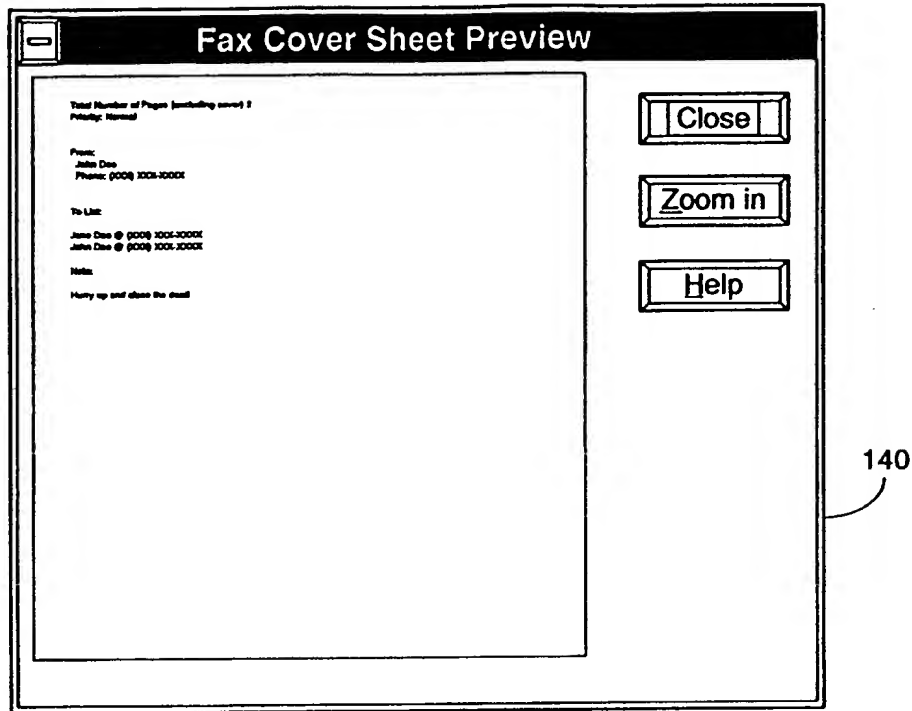 Fax Cover Sheet Preview
Total Number of Pages (excluding cover) 2
Priority: Normal
From:
John Doe
Phone: (XXX) XXX-XXXX
To List:
Jane Doe @ (XXX) XXX-XXXX
John Doe @ (XXX) XXX-XXXX
Note:
Hurry up and close the deal!
Close
Zoom in
Help
140